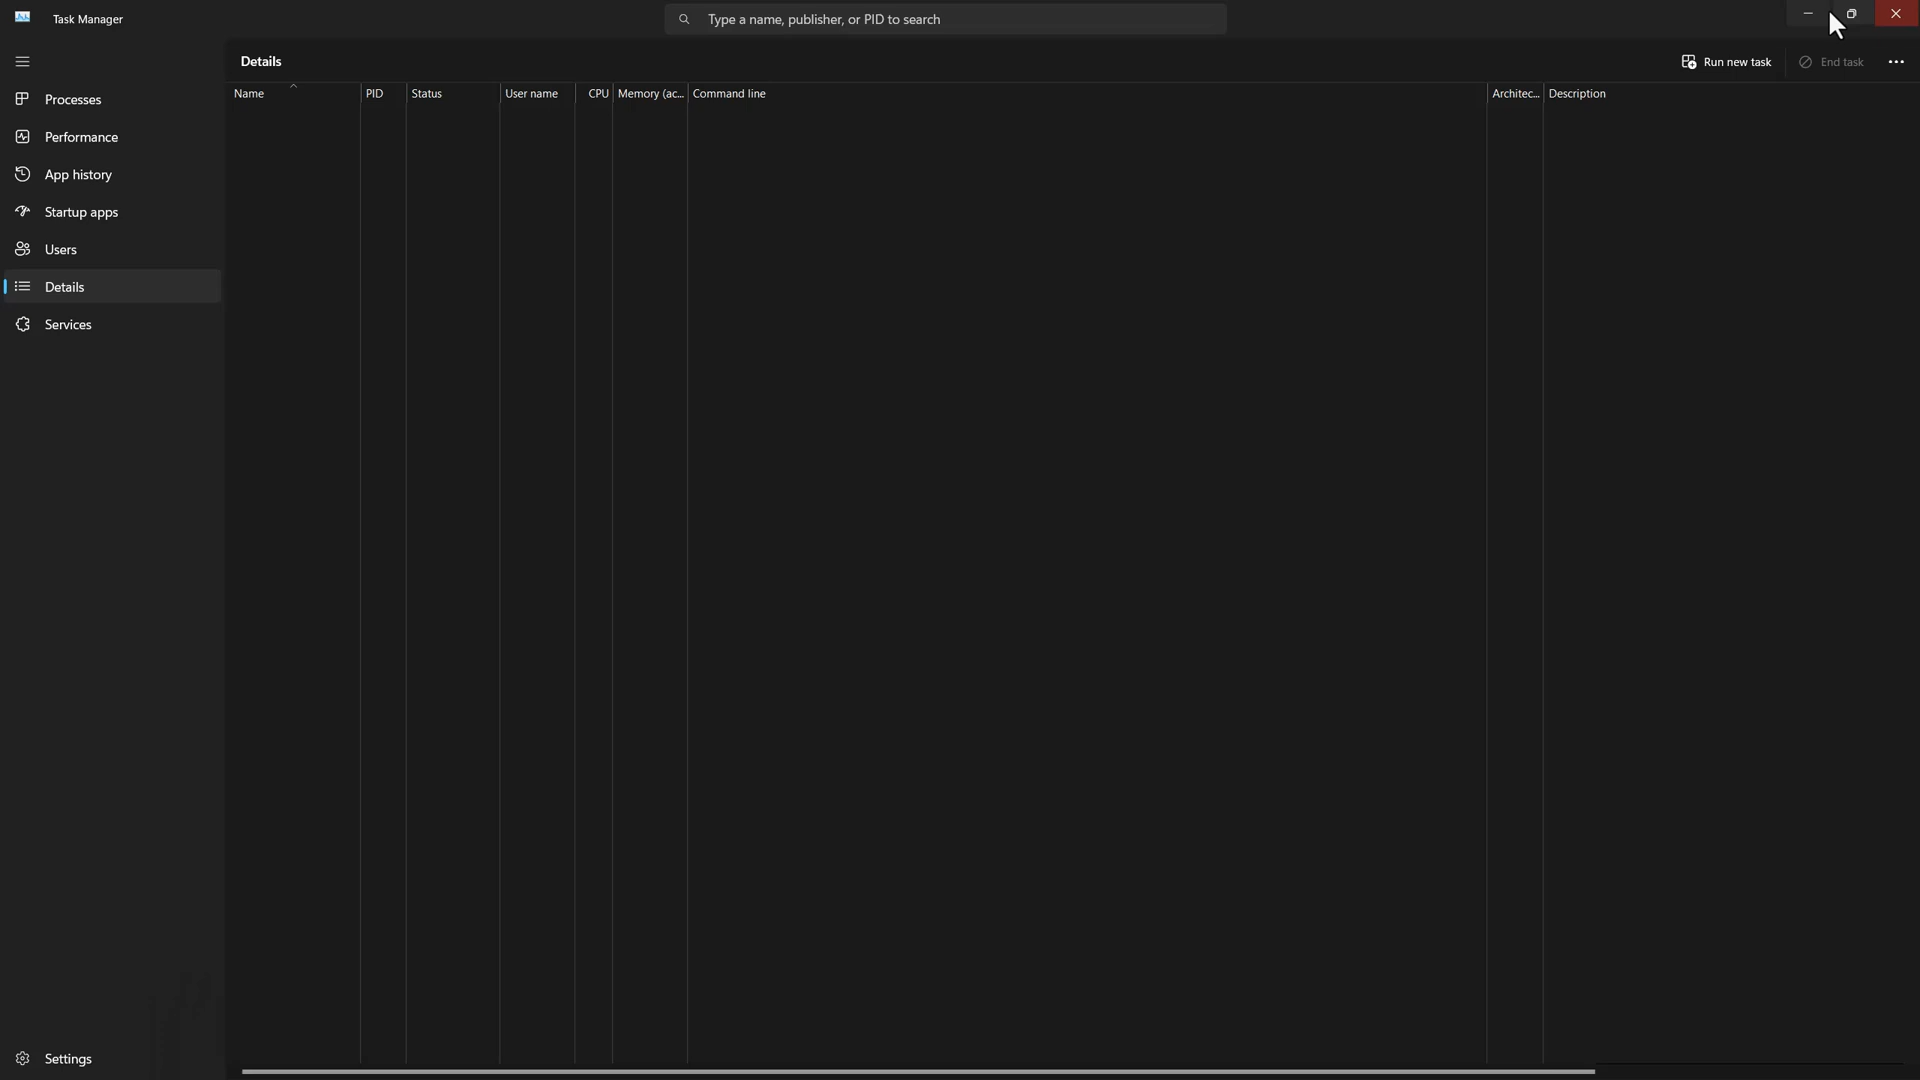 Task Manager
Type a name, publisher, or PID to search
Details
Run new task
End task
Processes
Performance
App history
Startup apps
Users
Details
Services
Settings
Name
PID
Status
User name
CPU
Memory (ac...
Command line
Architec...
Description